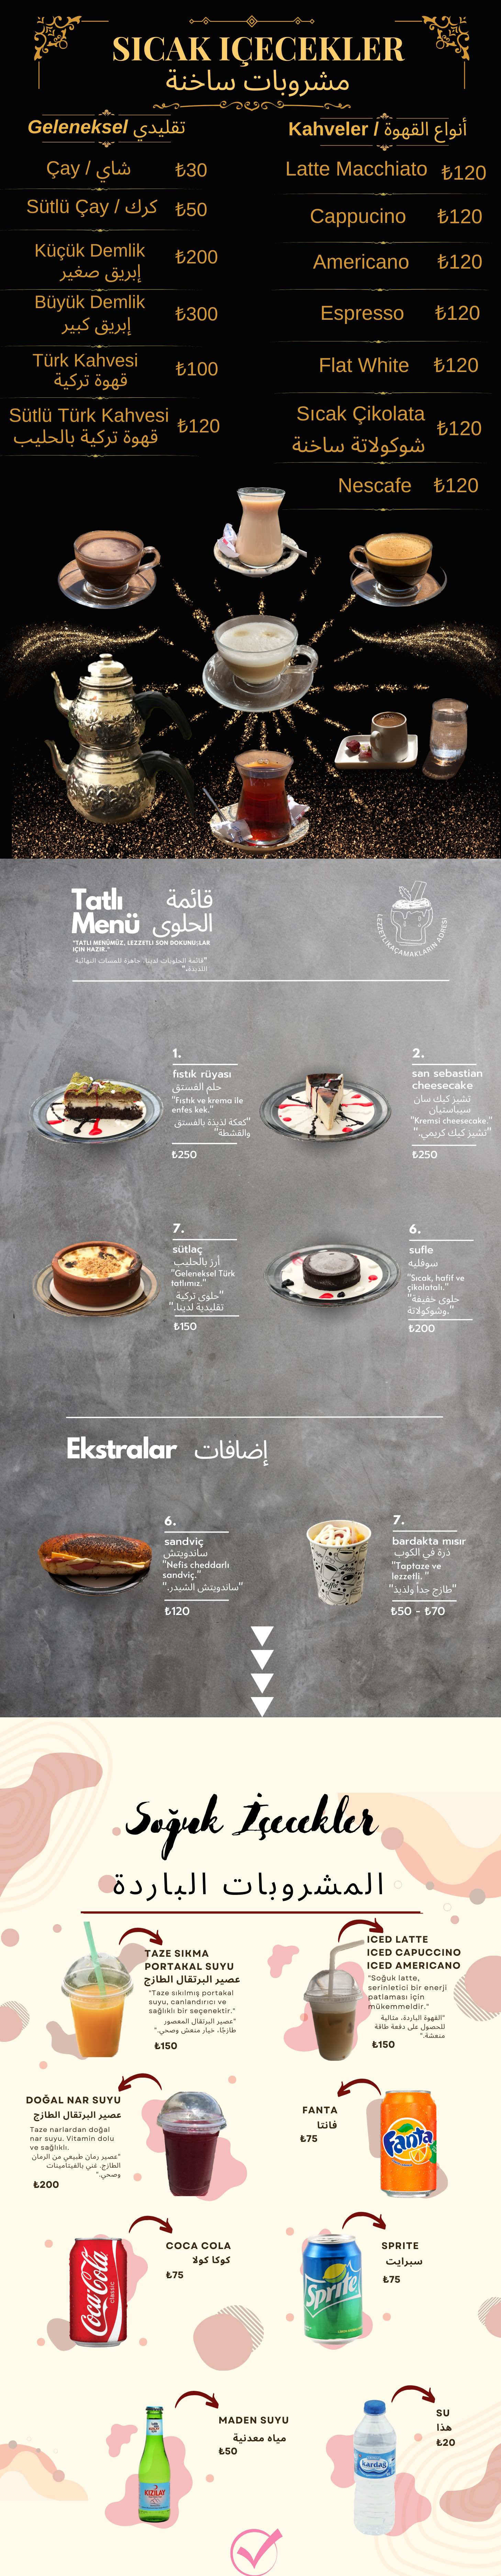 SICAK IÇECEKLER
مشروبات ساخنة
Geleneksel تقليدي
Çay / شاي ₺30
Sütlü Çay / كرك ₺50
Küçük Demlik
إبريق صغير
₺200
Büyük Demlik
إبريق كبير
₺300
Türk Kahvesi
قهوة تركية
₺100
Sütlü Türk Kahvesi
قهوة تركية بالحليب
₺120
Kahveler / أنواع القهوة
Latte Macchiato ₺120
Cappucino ₺120
Americano ₺120
Espresso ₺120
Flat White ₺120
Sıcak Çikolata
شوكولاتة ساخنة
₺120
Nescafe ₺120
Tatlı
Menü
قائمة
الحلوى
"TATLI MENÜMÜZ, LEZZETLI SON DOKUNUŞLAR
IÇIN HAZIR."
"قائمة الحلويات لدينا، جاهزة للمسات النهائية
اللذيذة."
LEZZETLIKAÇAMAKLARIN ADRESI
1.
fıstık rüyası
حلم الفستق
"Fıstık ve krema ile
enfes kek."
"كعكة لذيذة بالفستق
والقشطة"
₺250
2.
san sebastian
cheesecake
تشيز كيك سان
سيباستيان
"Kremsi cheesecake."
"تشيز كيك كريمي."
₺250
7.
sütlaç
أرز بالحليب
"Geleneksel Türk
tatlımız."
"حلوى تركية
تقليدية لدينا."
₺150
6.
sufle
سوفليه
"Sıcak, hafif ve
çikolatalı."
"حلوى خفيفة
وشوكولاتة."
₺200
Ekstralar إضافات
6.
sandviç
ساندويتش
"Nefis cheddarlı
sandviç."
"ساندويتش الشيدر."
₺120
7.
bardakta mısır
ذرة في الكوب
"Taptaze ve
lezzetli. "
"طازج جداً ولذيذ"
₺50 - ₺70
Soğuk İçecekler
المشروبات الباردة
TAZE SIKMA
PORTAKAL SUYU
عصير البرتقال الطازج
"Taze sıkılmış portakal
suyu, canlandırıcı ve
sağlıklı bir seçenektir."
"عصير البرتقال المعصور
طازجًا، خيار منعش وصحي."
₺150
ICED LATTE
ICED CAPUCCINO
ICED AMERICANO
"Soğuk latte,
serinletici bir enerji
patlaması için
mükemmeldir."
"القهوة الباردة، مثالية
للحصول على دفعة طاقة
منعشة."
₺150
DOĞAL NAR SUYU
عصير البرتقال الطازج
Taze narlardan doğal
nar suyu. Vitamin dolu
ve sağlıklı.
"عصير رمان طبيعي من الرمان
الطازج. غني بالفيتامينات
وصحي."
₺200
FANTA
فانتا
₺75
Fanta
COCA COLA
كوكا كولا
₺75
Coca-Cola
classic
SPRITE
سبرايت
₺75
Sprite
MADEN SUYU
مياه معدنية
₺50
KIZILAY
SU
هذا
₺20
kardağ